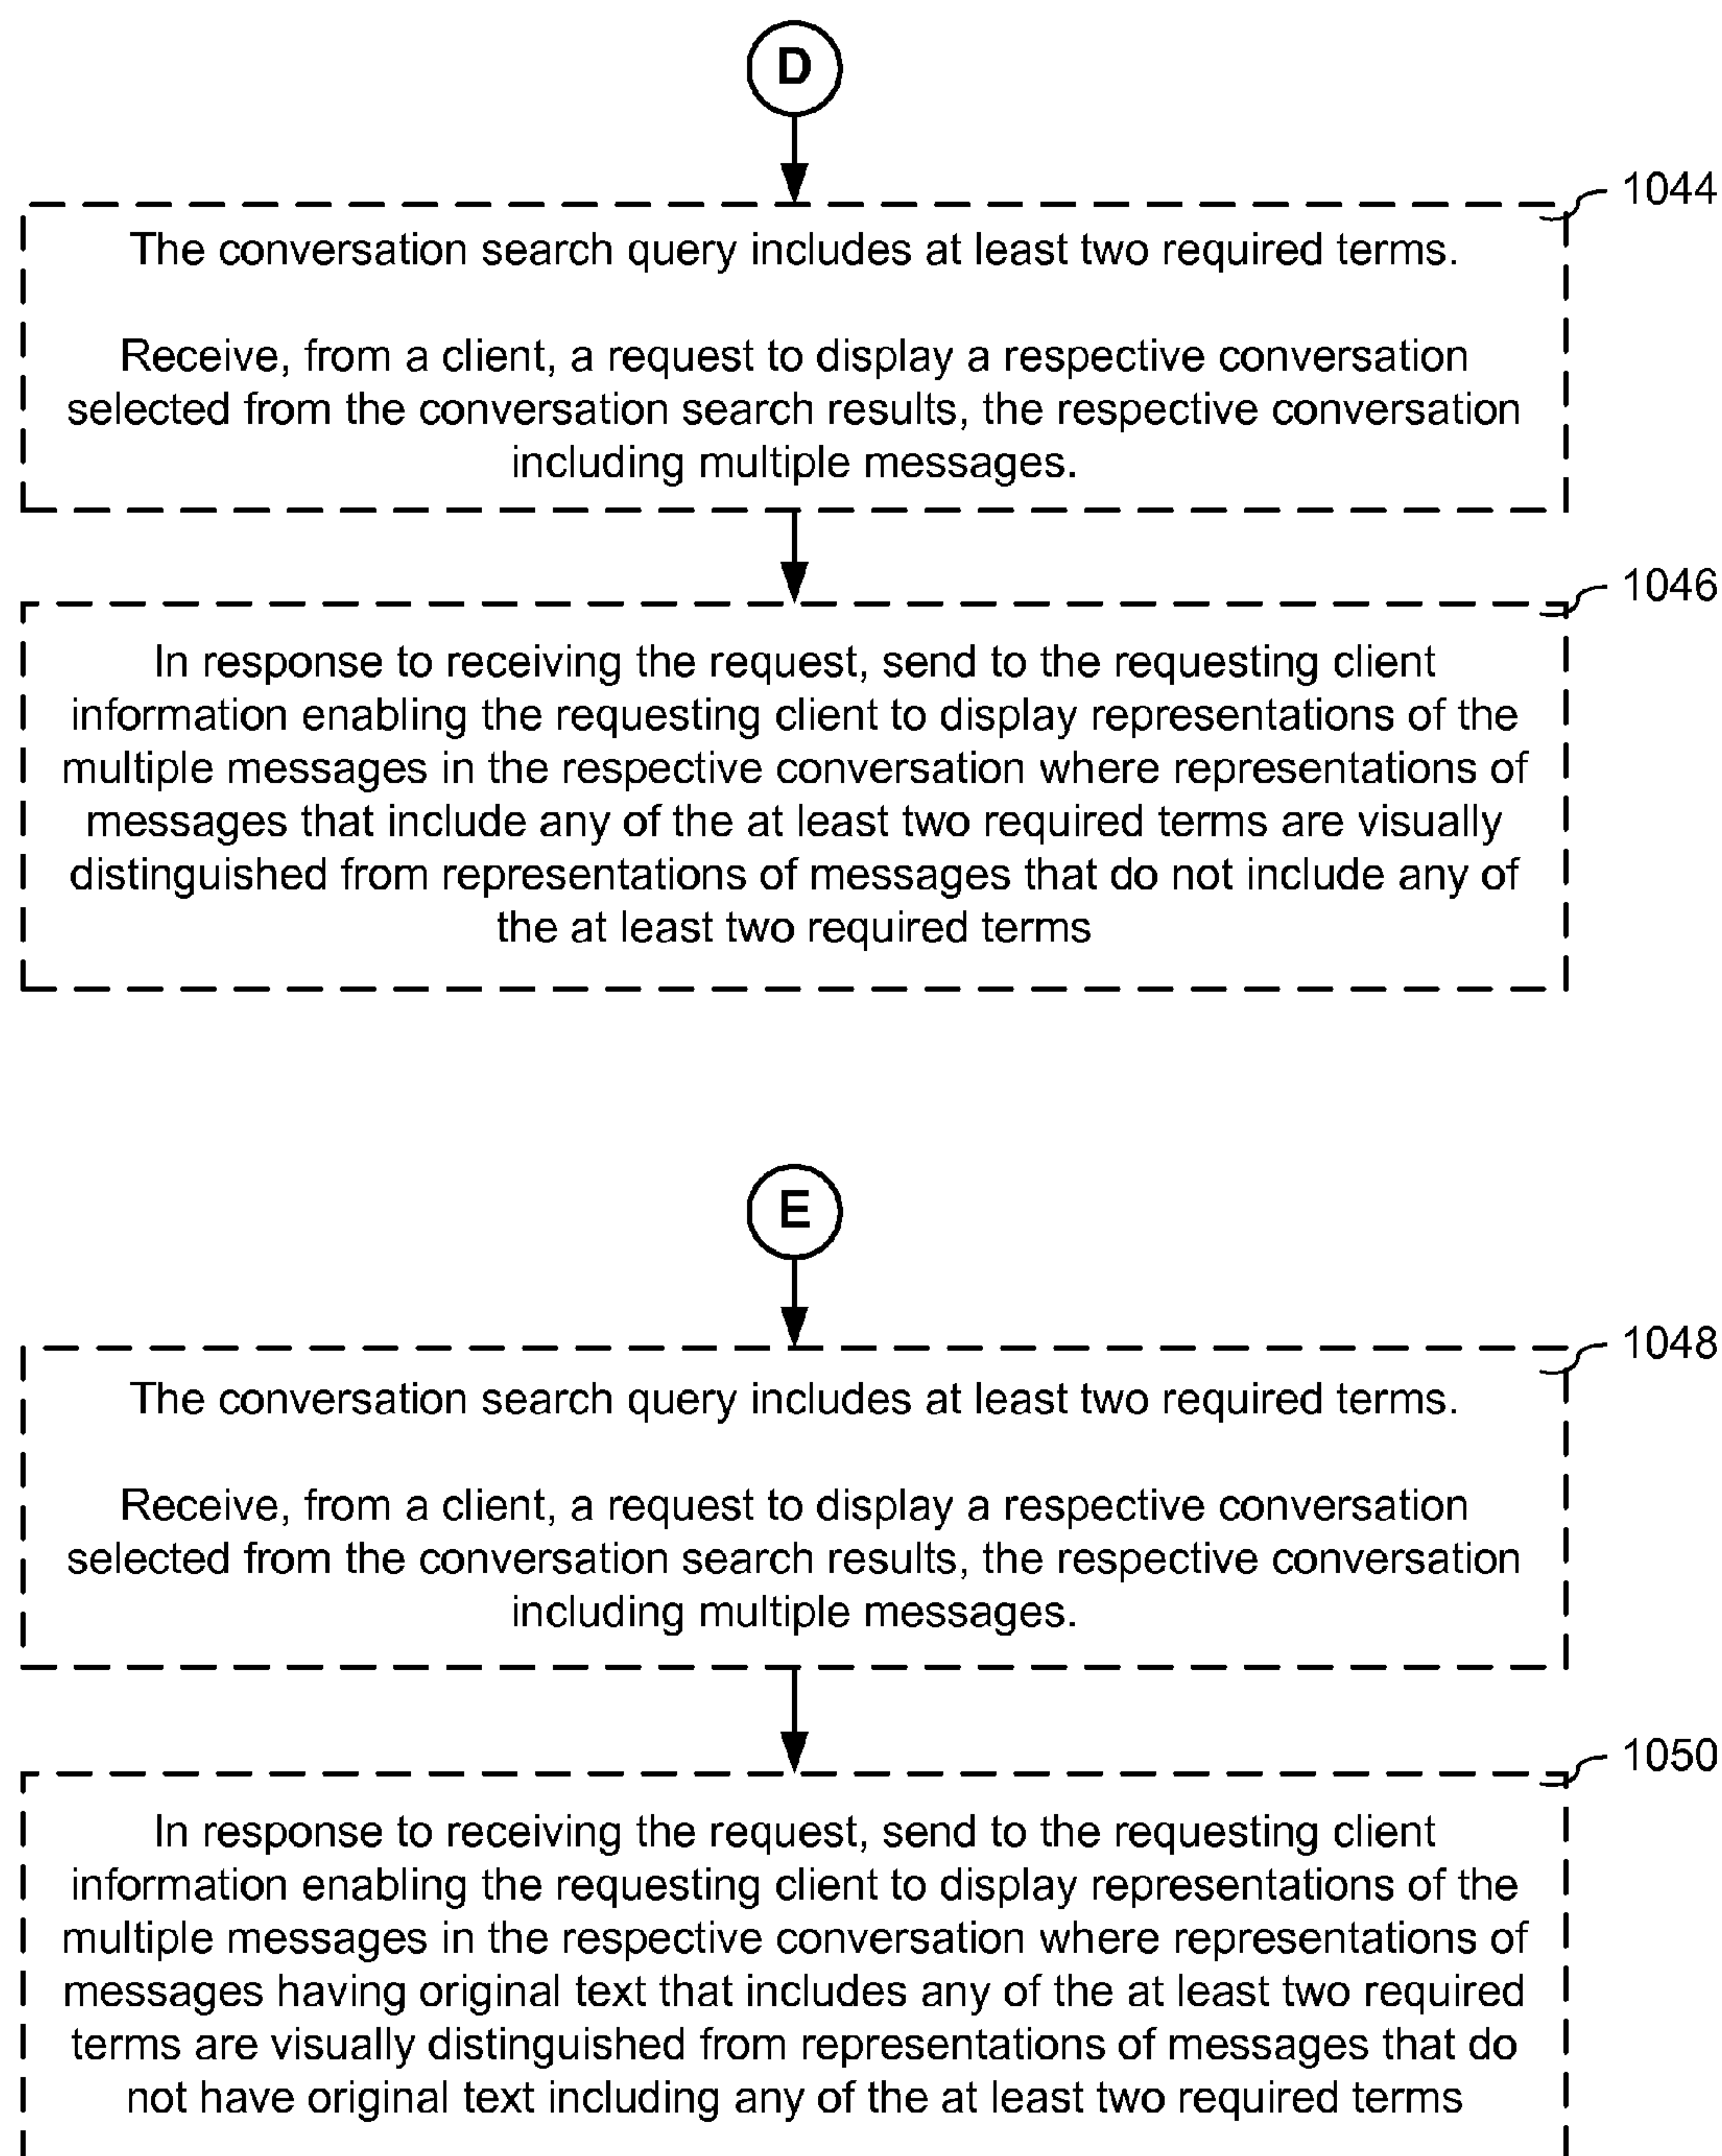 D
1044
The conversation search query includes at least two required terms.
Receive, from a client, a request to display a respective conversation
selected from the conversation search results, the respective conversation
including multiple messages.
1046
In response to receiving the request, send to the requesting client
information enabling the requesting client to display representations of the
multiple messages in the respective conversation where representations of
messages that include any of the at least two required terms are visually
distinguished from representations of messages that do not include any of
the at least two required terms
E
1048
The conversation search query includes at least two required terms.
Receive, from a client, a request to display a respective conversation
selected from the conversation search results, the respective conversation
including multiple messages.
1050
In response to receiving the request, send to the requesting client
information enabling the requesting client to display representations of the
multiple messages in the respective conversation where representations of
messages having original text that includes any of the at least two required
terms are visually distinguished from representations of messages that do
not have original text including any of the at least two required terms